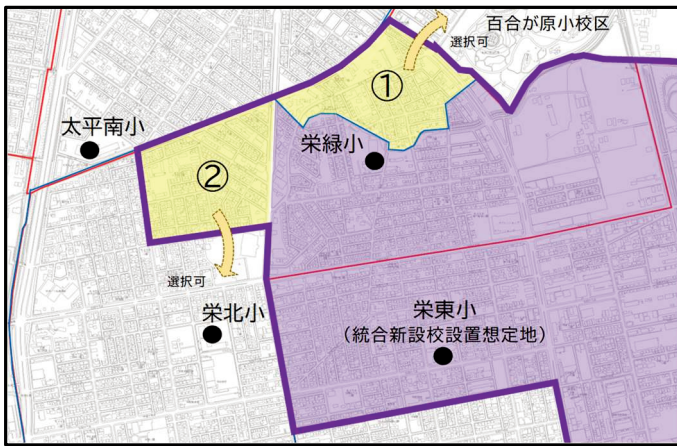 百合が原小校区
選択可
①
太平南小
栄緑小
②
選択可
栄北小
栄東小
（統合新設校設置想定地）